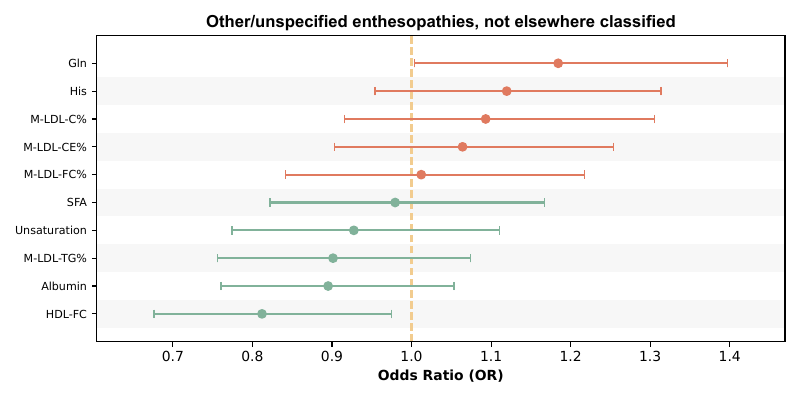 Other/unspecified enthesopathies, not elsewhere classified
Gln
His
M-LDL-C%
M-LDL-CE%
M-LDL-FC%
SFA
Unsaturation
M-LDL-TG%
Albumin
HDL-FC
0.7 0.8 0.9 1.0 1.1 1.2 1.3 1.4
Odds Ratio (OR)